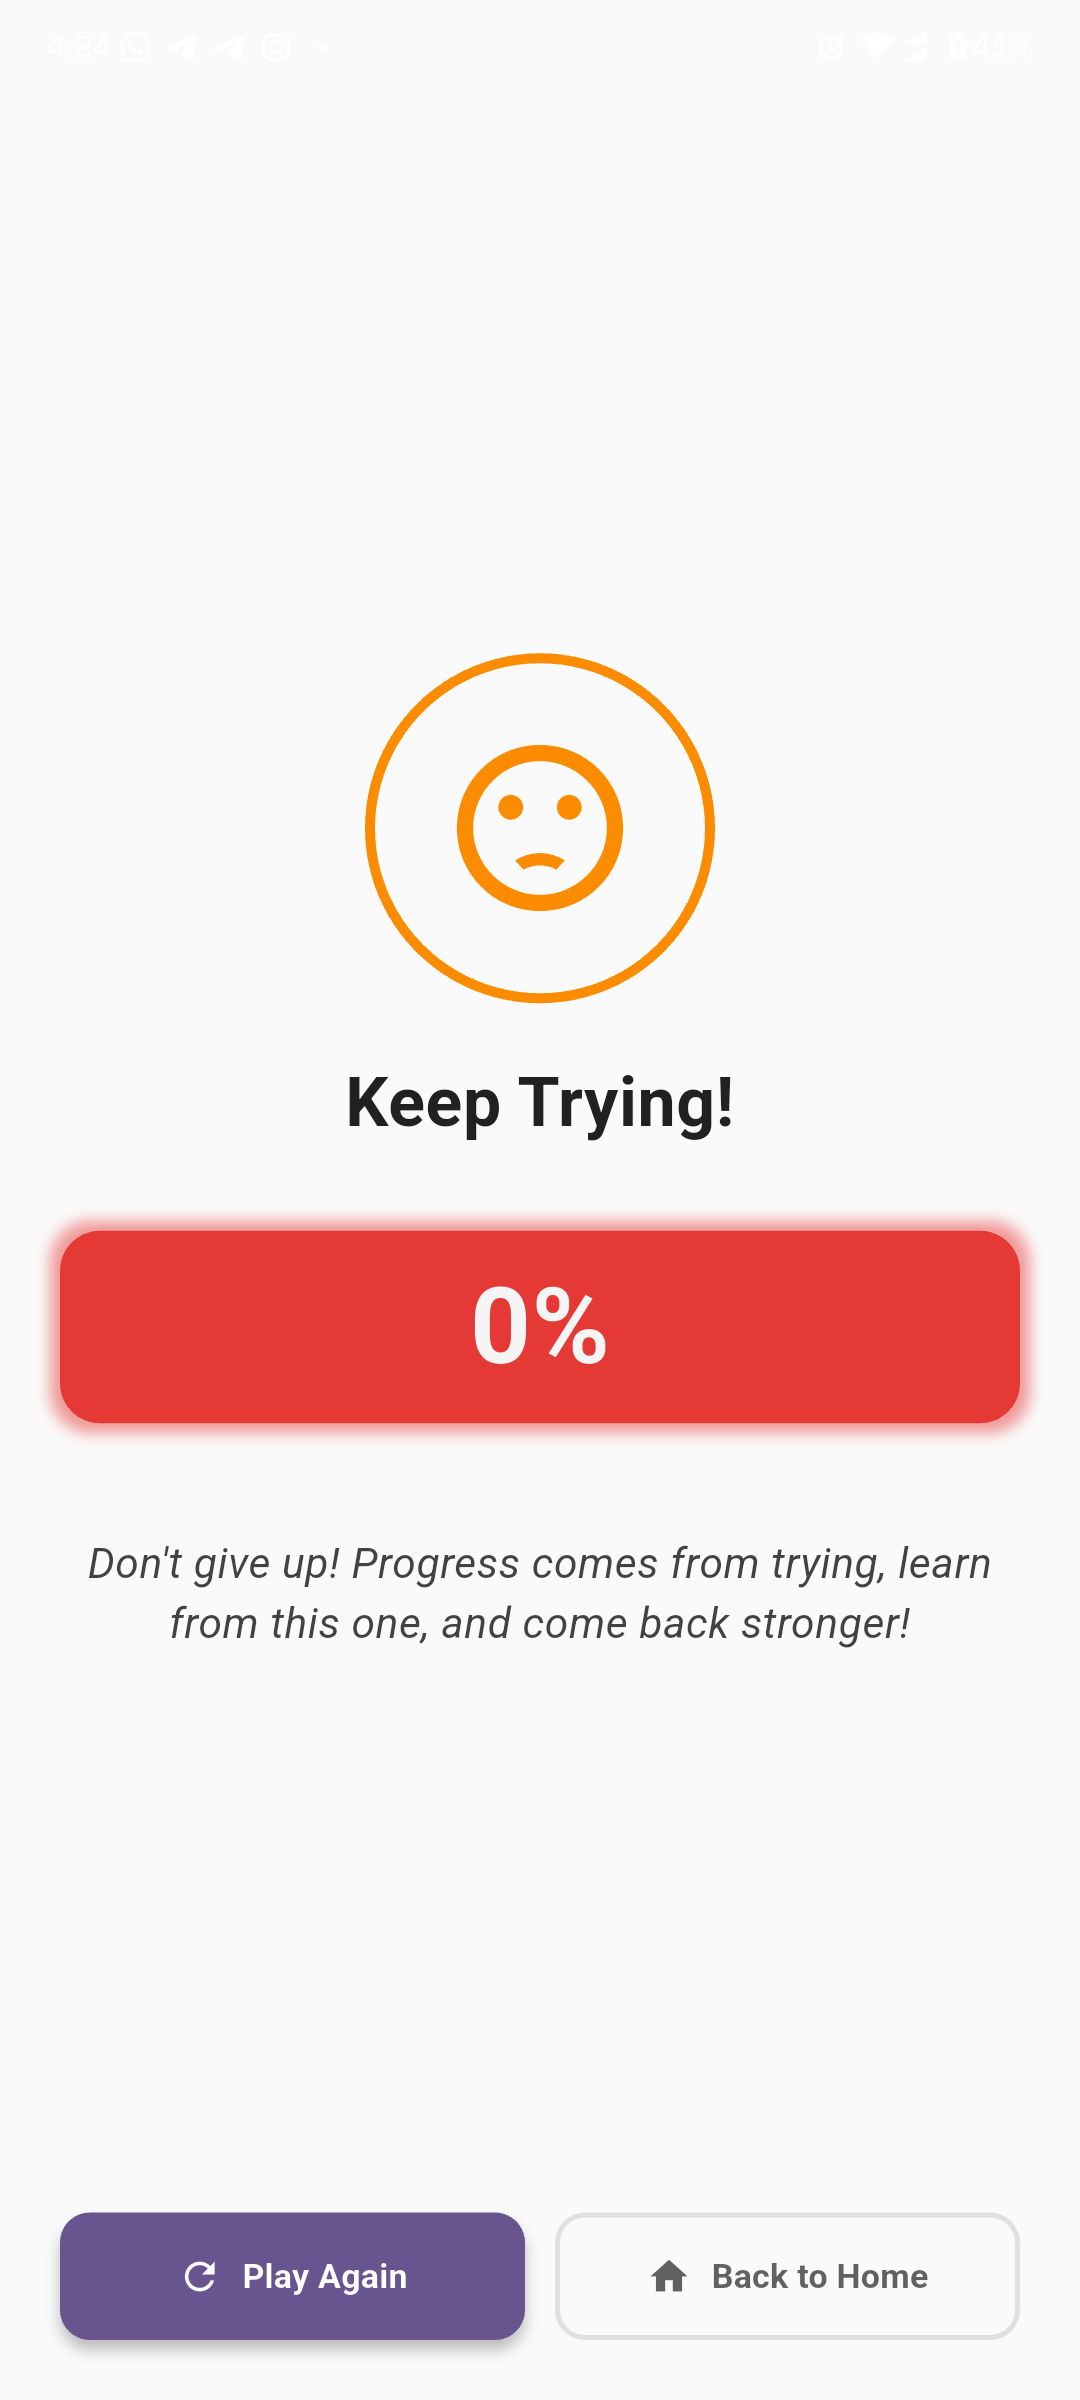 4:24 41%
Keep Trying!
0%
Don't give up! Progress comes from trying, learn
from this one, and come back stronger!
Play Again
Back to Home